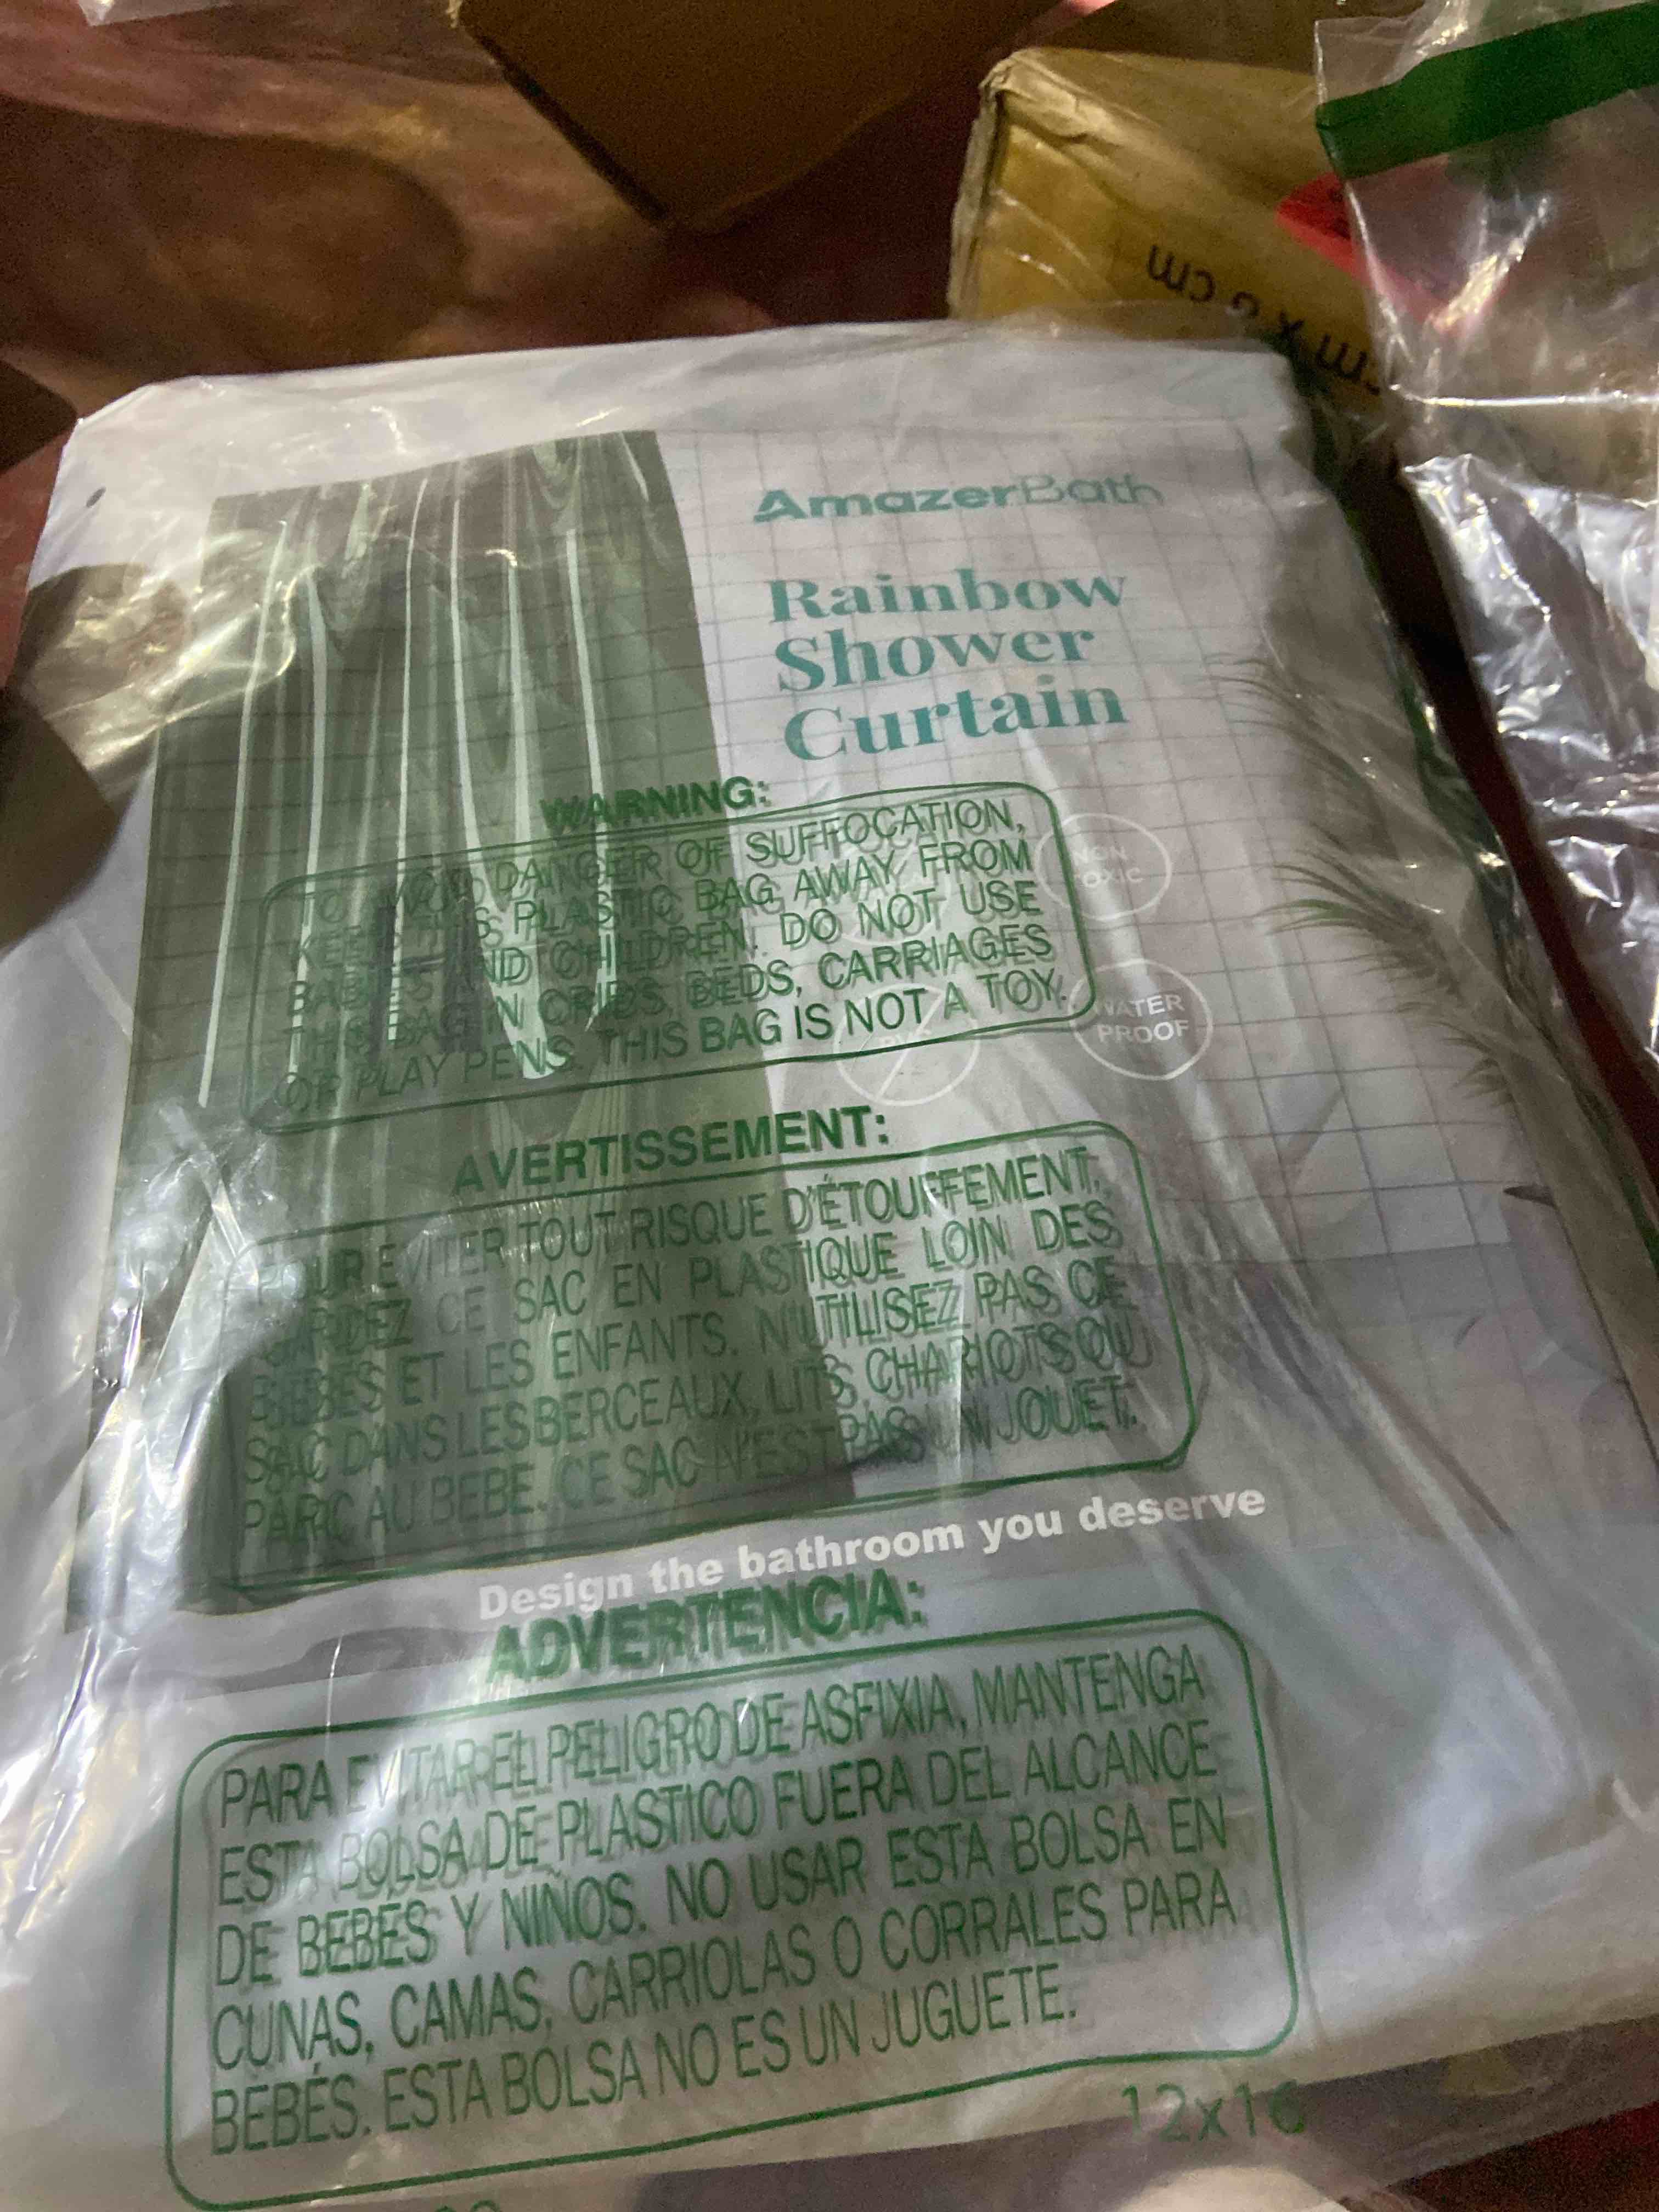 cm x 6 cm
AmazerBath
Rainbow
Shower
Curtain
WARNING:
TO AVOID DANGER OF SUFFOCATION,
KEEP THIS PLASTIC BAG AWAY FROM
BABIES AND CHILDREN. DO NOT USE
THIS BAG IN CRIBS, BEDS, CARRIAGES
OR PLAY PENS. THIS BAG IS NOT A TOY.
NON-
TOXIC
WATER
PROOF
AVERTISSEMENT:
POUR EVITER TOUT RISQUE D'ÉTOUFFEMENT,
GARDEZ CE SAC EN PLASTIQUE LOIN DES
BÉBÉS ET LES ENFANTS. N'UTILISEZ PAS CE
SAC DANS LES BERCEAUX, LITS, CHARIOTS OU
PARC AU BEBE. CE SAC N'EST PAS UN JOUET.
Design the bathroom you deserve
ADVERTENCIA:
PARA EVITAR EL PELIGRO DE ASFIXIA, MANTENGA
ESTA BOLSA DE PLASTICO FUERA DEL ALCANCE
DE BEBÉS Y NIÑOS. NO USAR ESTA BOLSA EN
CUNAS, CAMAS, CARRIOLAS O CORRALES PARA
BEBÉS. ESTA BOLSA NO ES UN JUGUETE.
12x16